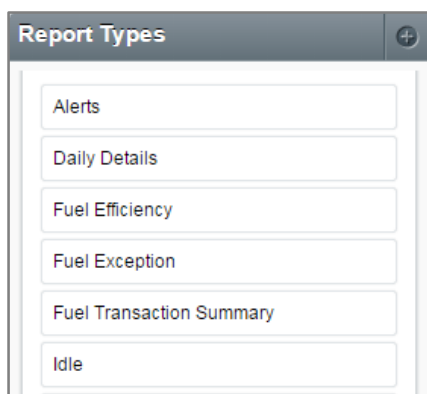 Report Types
Alerts
Daily Details
Fuel Efficiency
Fuel Exception
Fuel Transaction Summary
Idle